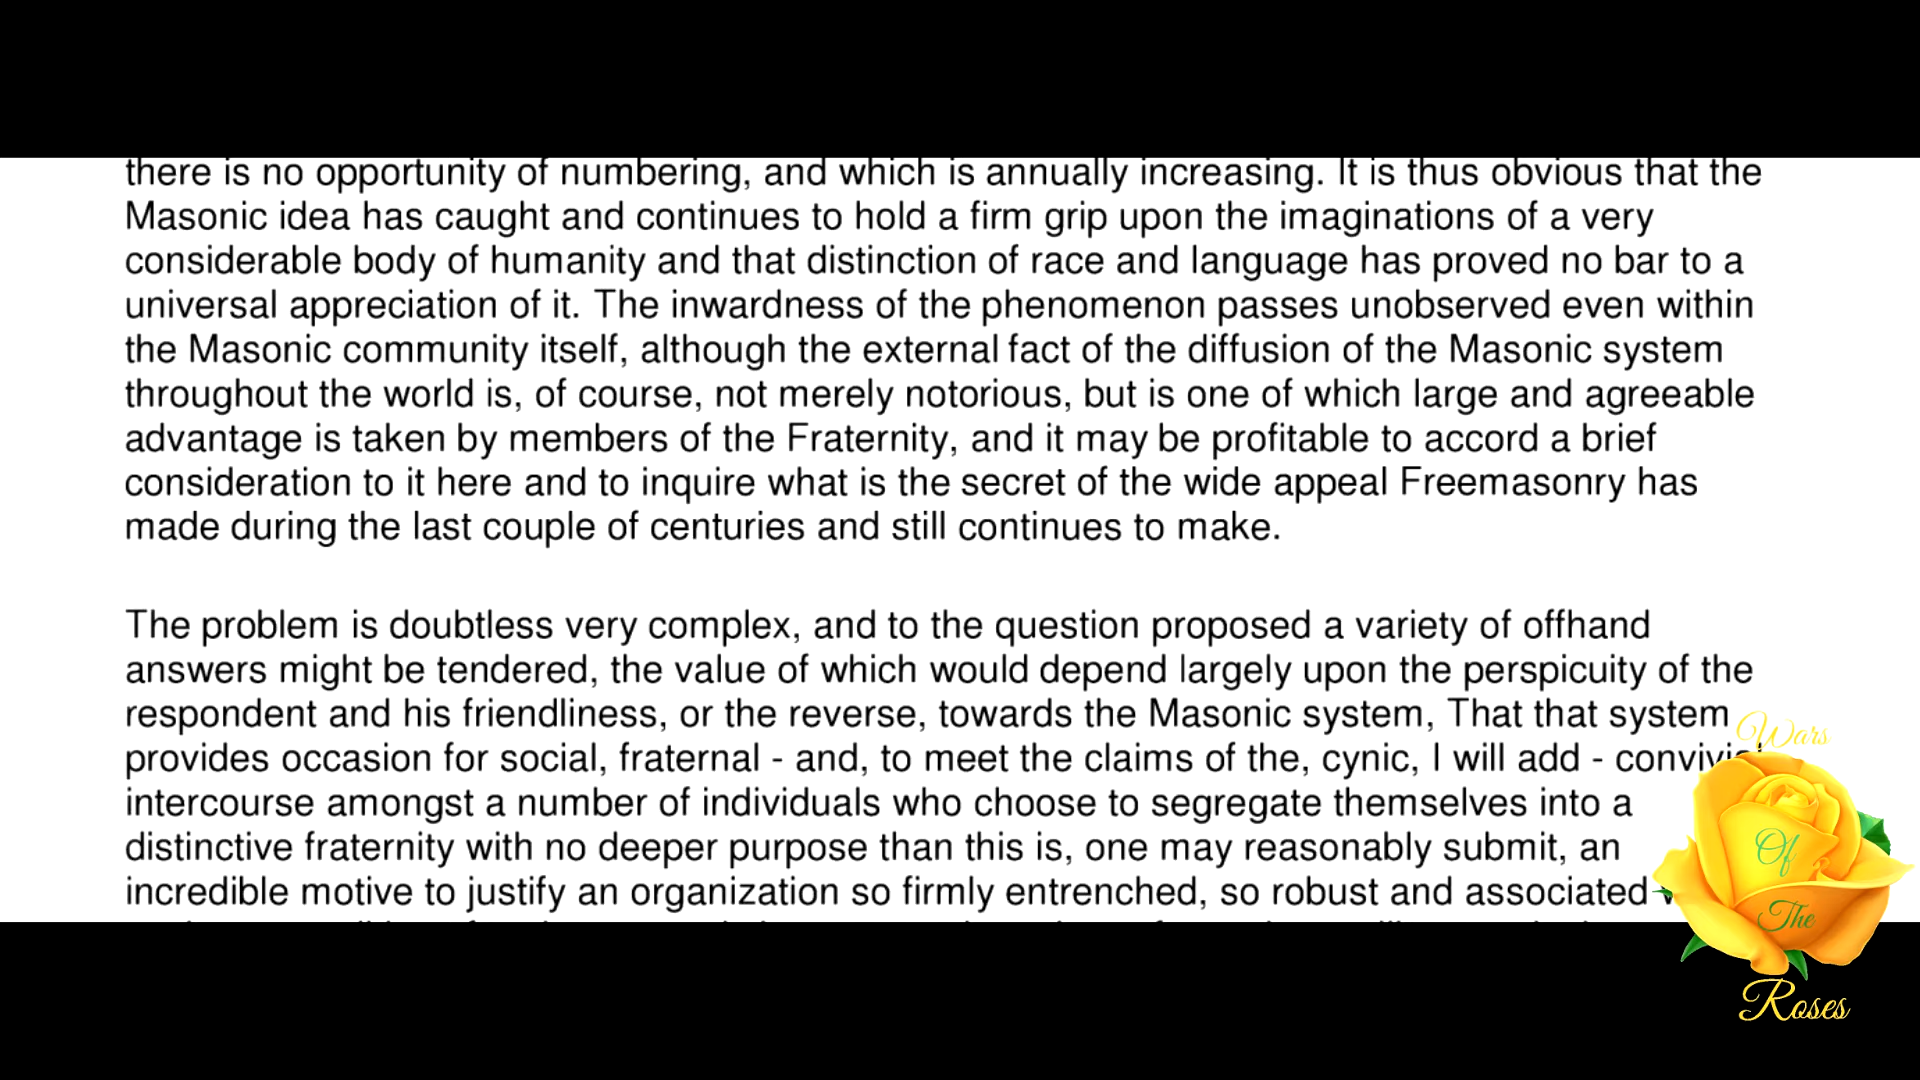 there is no opportunity of numbering, and which is annually increasing. It is thus obvious that the
Masonic idea has caught and continues to hold a firm grip upon the imaginations of a very
considerable body of humanity and that distinction of race and language has proved no bar to a
universal appreciation of it. The inwardness of the phenomenon passes unobserved even within
the Masonic community itself, although the external fact of the diffusion of the Masonic system
throughout the world is, of course, not merely notorious, but is one of which large and agreeable
advantage is taken by members of the Fraternity, and it may be profitable to accord a brief
consideration to it here and to inquire what is the secret of the wide appeal Freemasonry has
made during the last couple of centuries and still continues to make.
The problem is doubtless very complex, and to the question proposed a variety of offhand
answers might be tendered, the value of which would depend largely upon the perspicuity of the
respondent and his friendliness, or the reverse, towards the Masonic system, That that system
provides occasion for social, fraternal - and, to meet the claims of the, cynic, I will add - convivial
intercourse amongst a number of individuals who choose to segregate themselves into a
distinctive fraternity with no deeper purpose than this is, one may reasonably submit, an
incredible motive to justify an organization so firmly entrenched, so robust and associated
Wars
Of
The
Roses